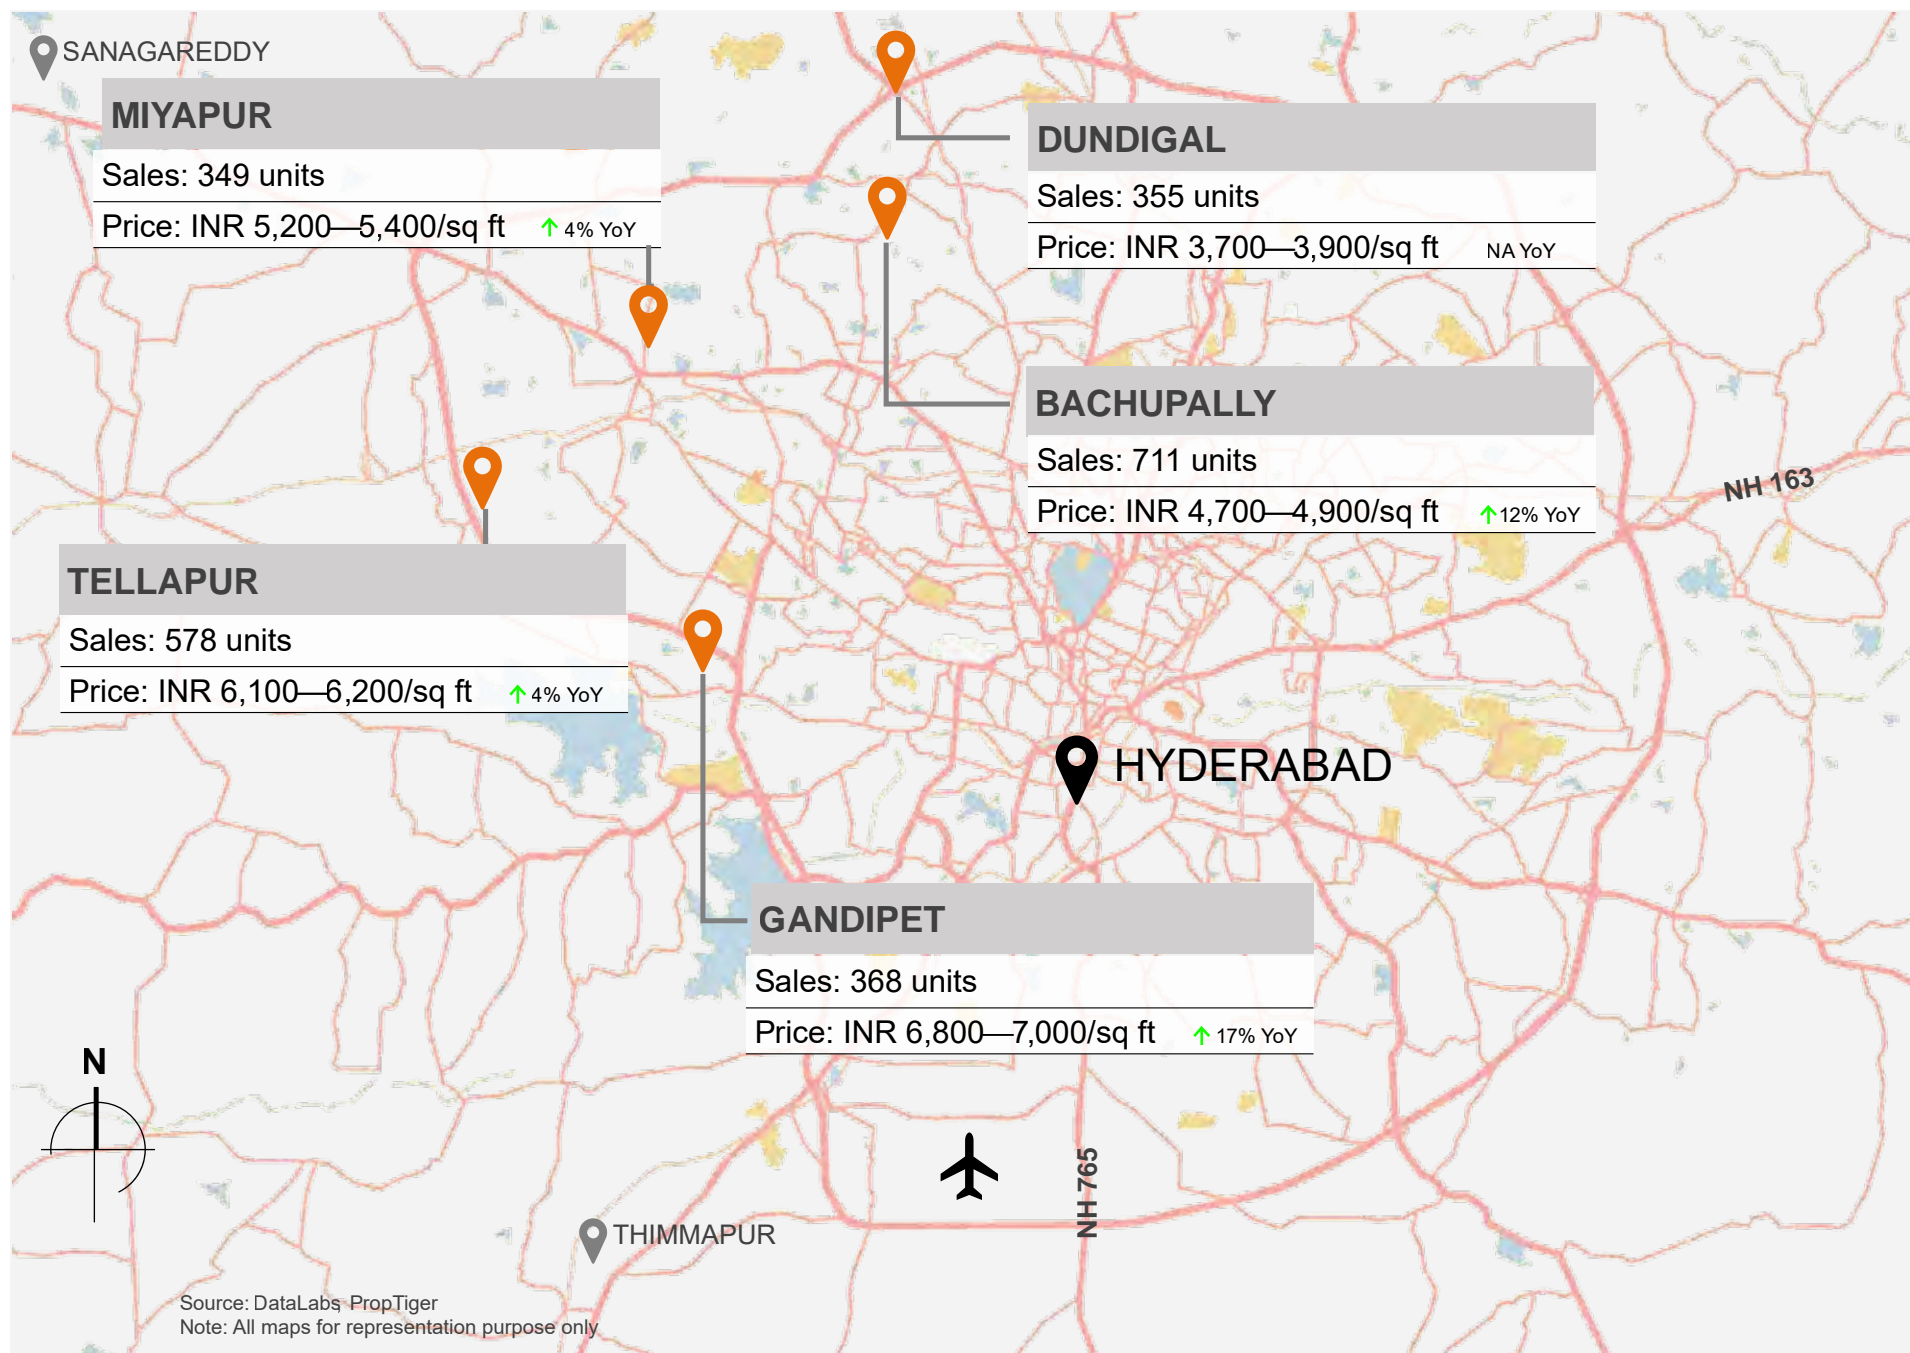 SANAGAREDDY
MIYAPUR
Sales: 349 units
Price: INR 5,200—5,400/sq ft 4% YoY
DUNDIGAL
Sales: 355 units
Price: INR 3,700—3,900/sq ft NA YoY
BACHUPALLY
Sales: 711 units
Price: INR 4,700—4,900/sq ft 12% YoY
NH 163
TELLAPUR
Sales: 578 units
Price: INR 6,100—6,200/sq ft 4% YoY
HYDERABAD
GANDIPET
Sales: 368 units
Price: INR 6,800—7,000/sq ft 17% YoY
N
NH 765
THIMMAPUR
Source: DataLabs, PropTiger
Note: All maps for representation purpose only